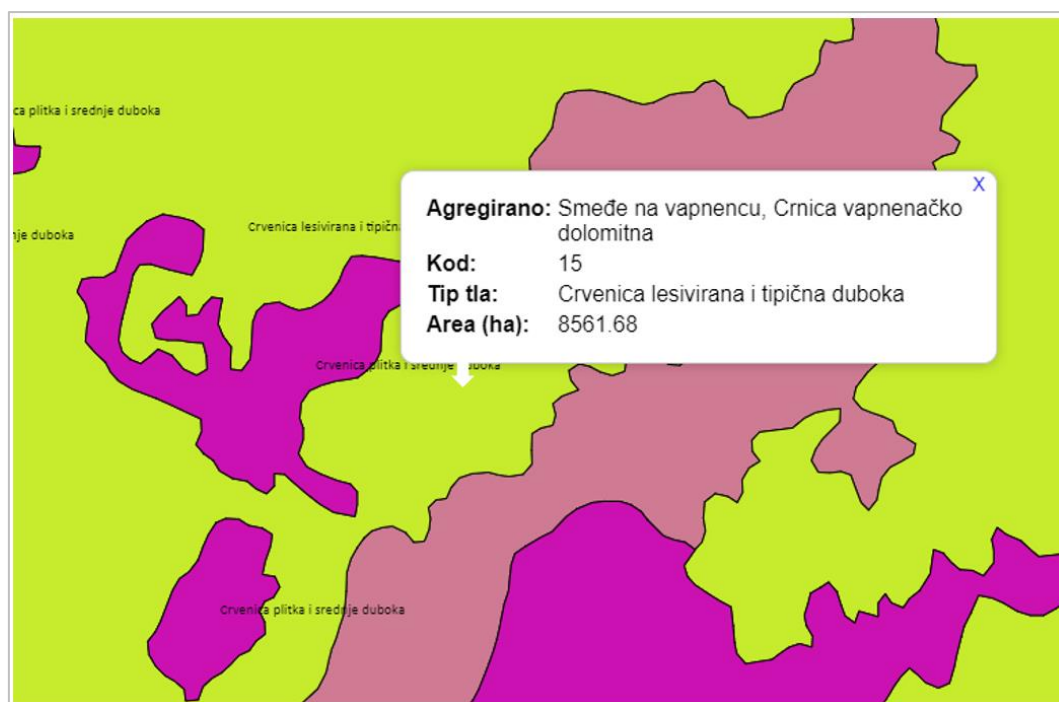 ca plitka i srednje duboka
nje duboka
Crvenica lesivirana i tipična
X
Agregirano: Smeđe na vapnencu, Crnica vapnenačko
dolomitna
Kod: 15
Tip tla: Crvenica lesivirana i tipična duboka
Area (ha): 8561.68
Crvenica plitka i srednje duboka
Crvenica plitka i srednje duboka